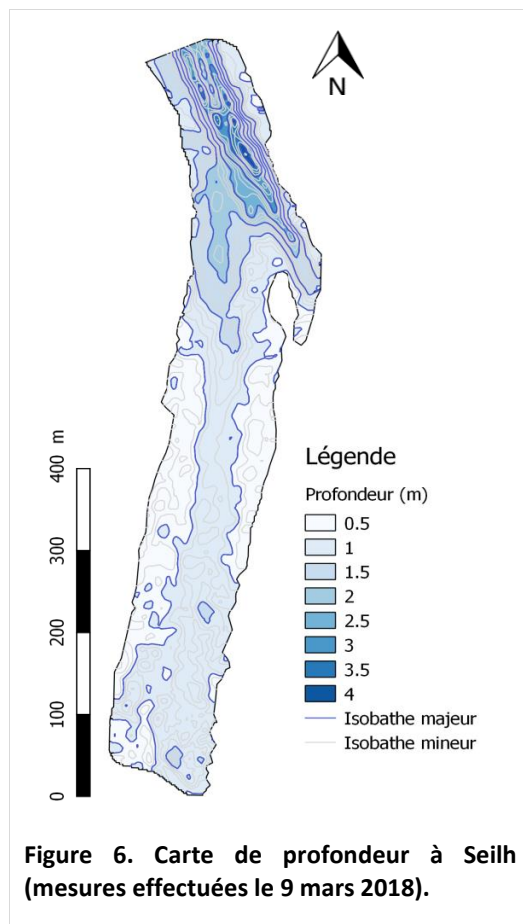 N
400 m
300
200
100
0
Légende
Profondeur (m)
0.5
1
1.5
2
2.5
3
3.5
4
Isobathe majeur
Isobathe mineur
Figure 6. Carte de profondeur à Seilh
(mesures effectuées le 9 mars 2018).